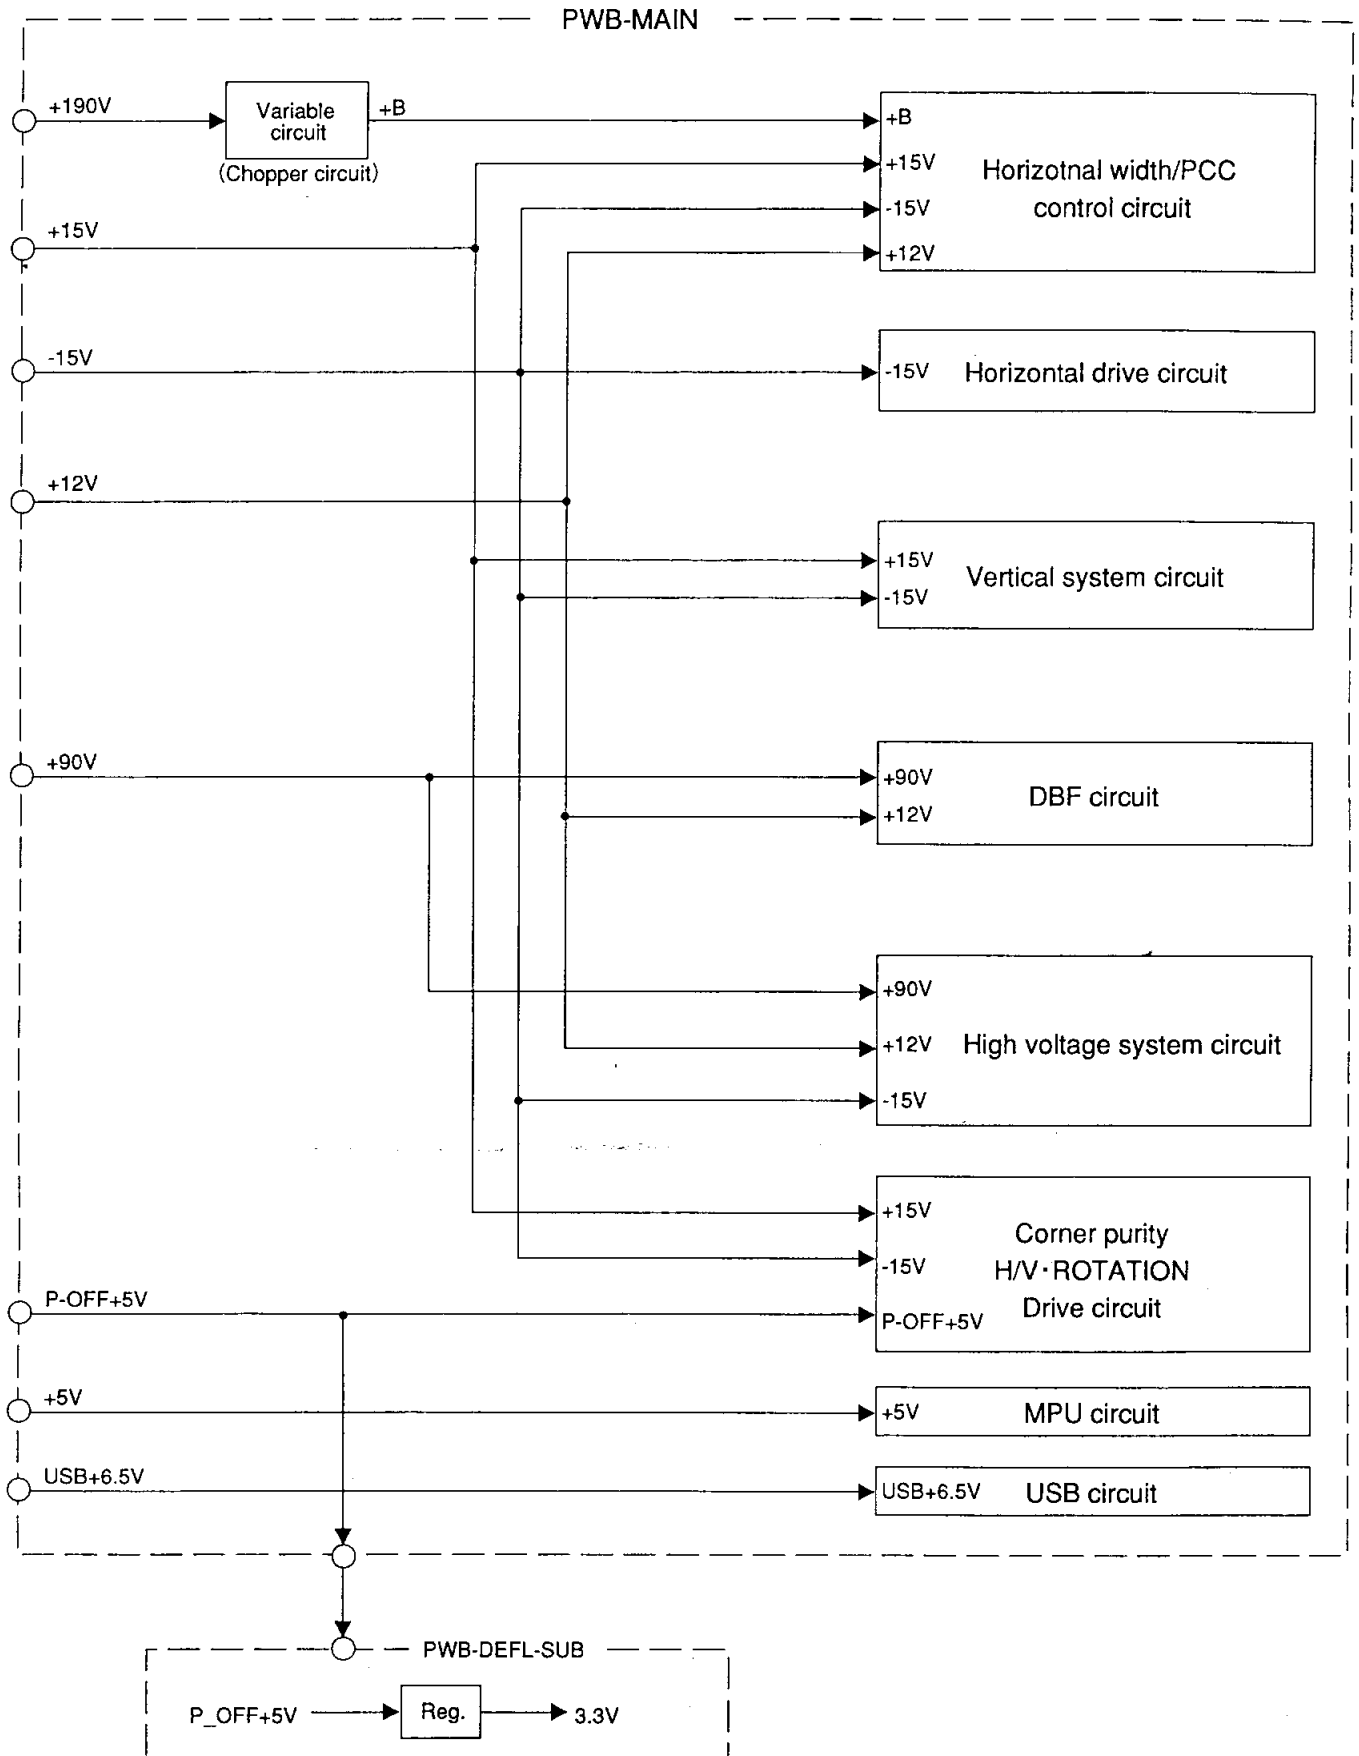 PWB-MAIN
+190V
Variable
circuit
(Chopper circuit)
+B
+B
+15V
-15V
+12V
Horizotnal width/PCC
control circuit
+15V
-15V
-15V
Horizontal drive circuit
+12V
+15V
-15V
Vertical system circuit
+90V
+90V
+12V
DBF circuit
+90V
+12V
-15V
High voltage system circuit
+15V
-15V
P-OFF+5V
Corner purity
H/V·ROTATION
Drive circuit
P-OFF+5V
+5V
+5V
MPU circuit
USB+6.5V
USB+6.5V
USB circuit
PWB-DEFL-SUB
P_OFF+5V
Reg.
3.3V